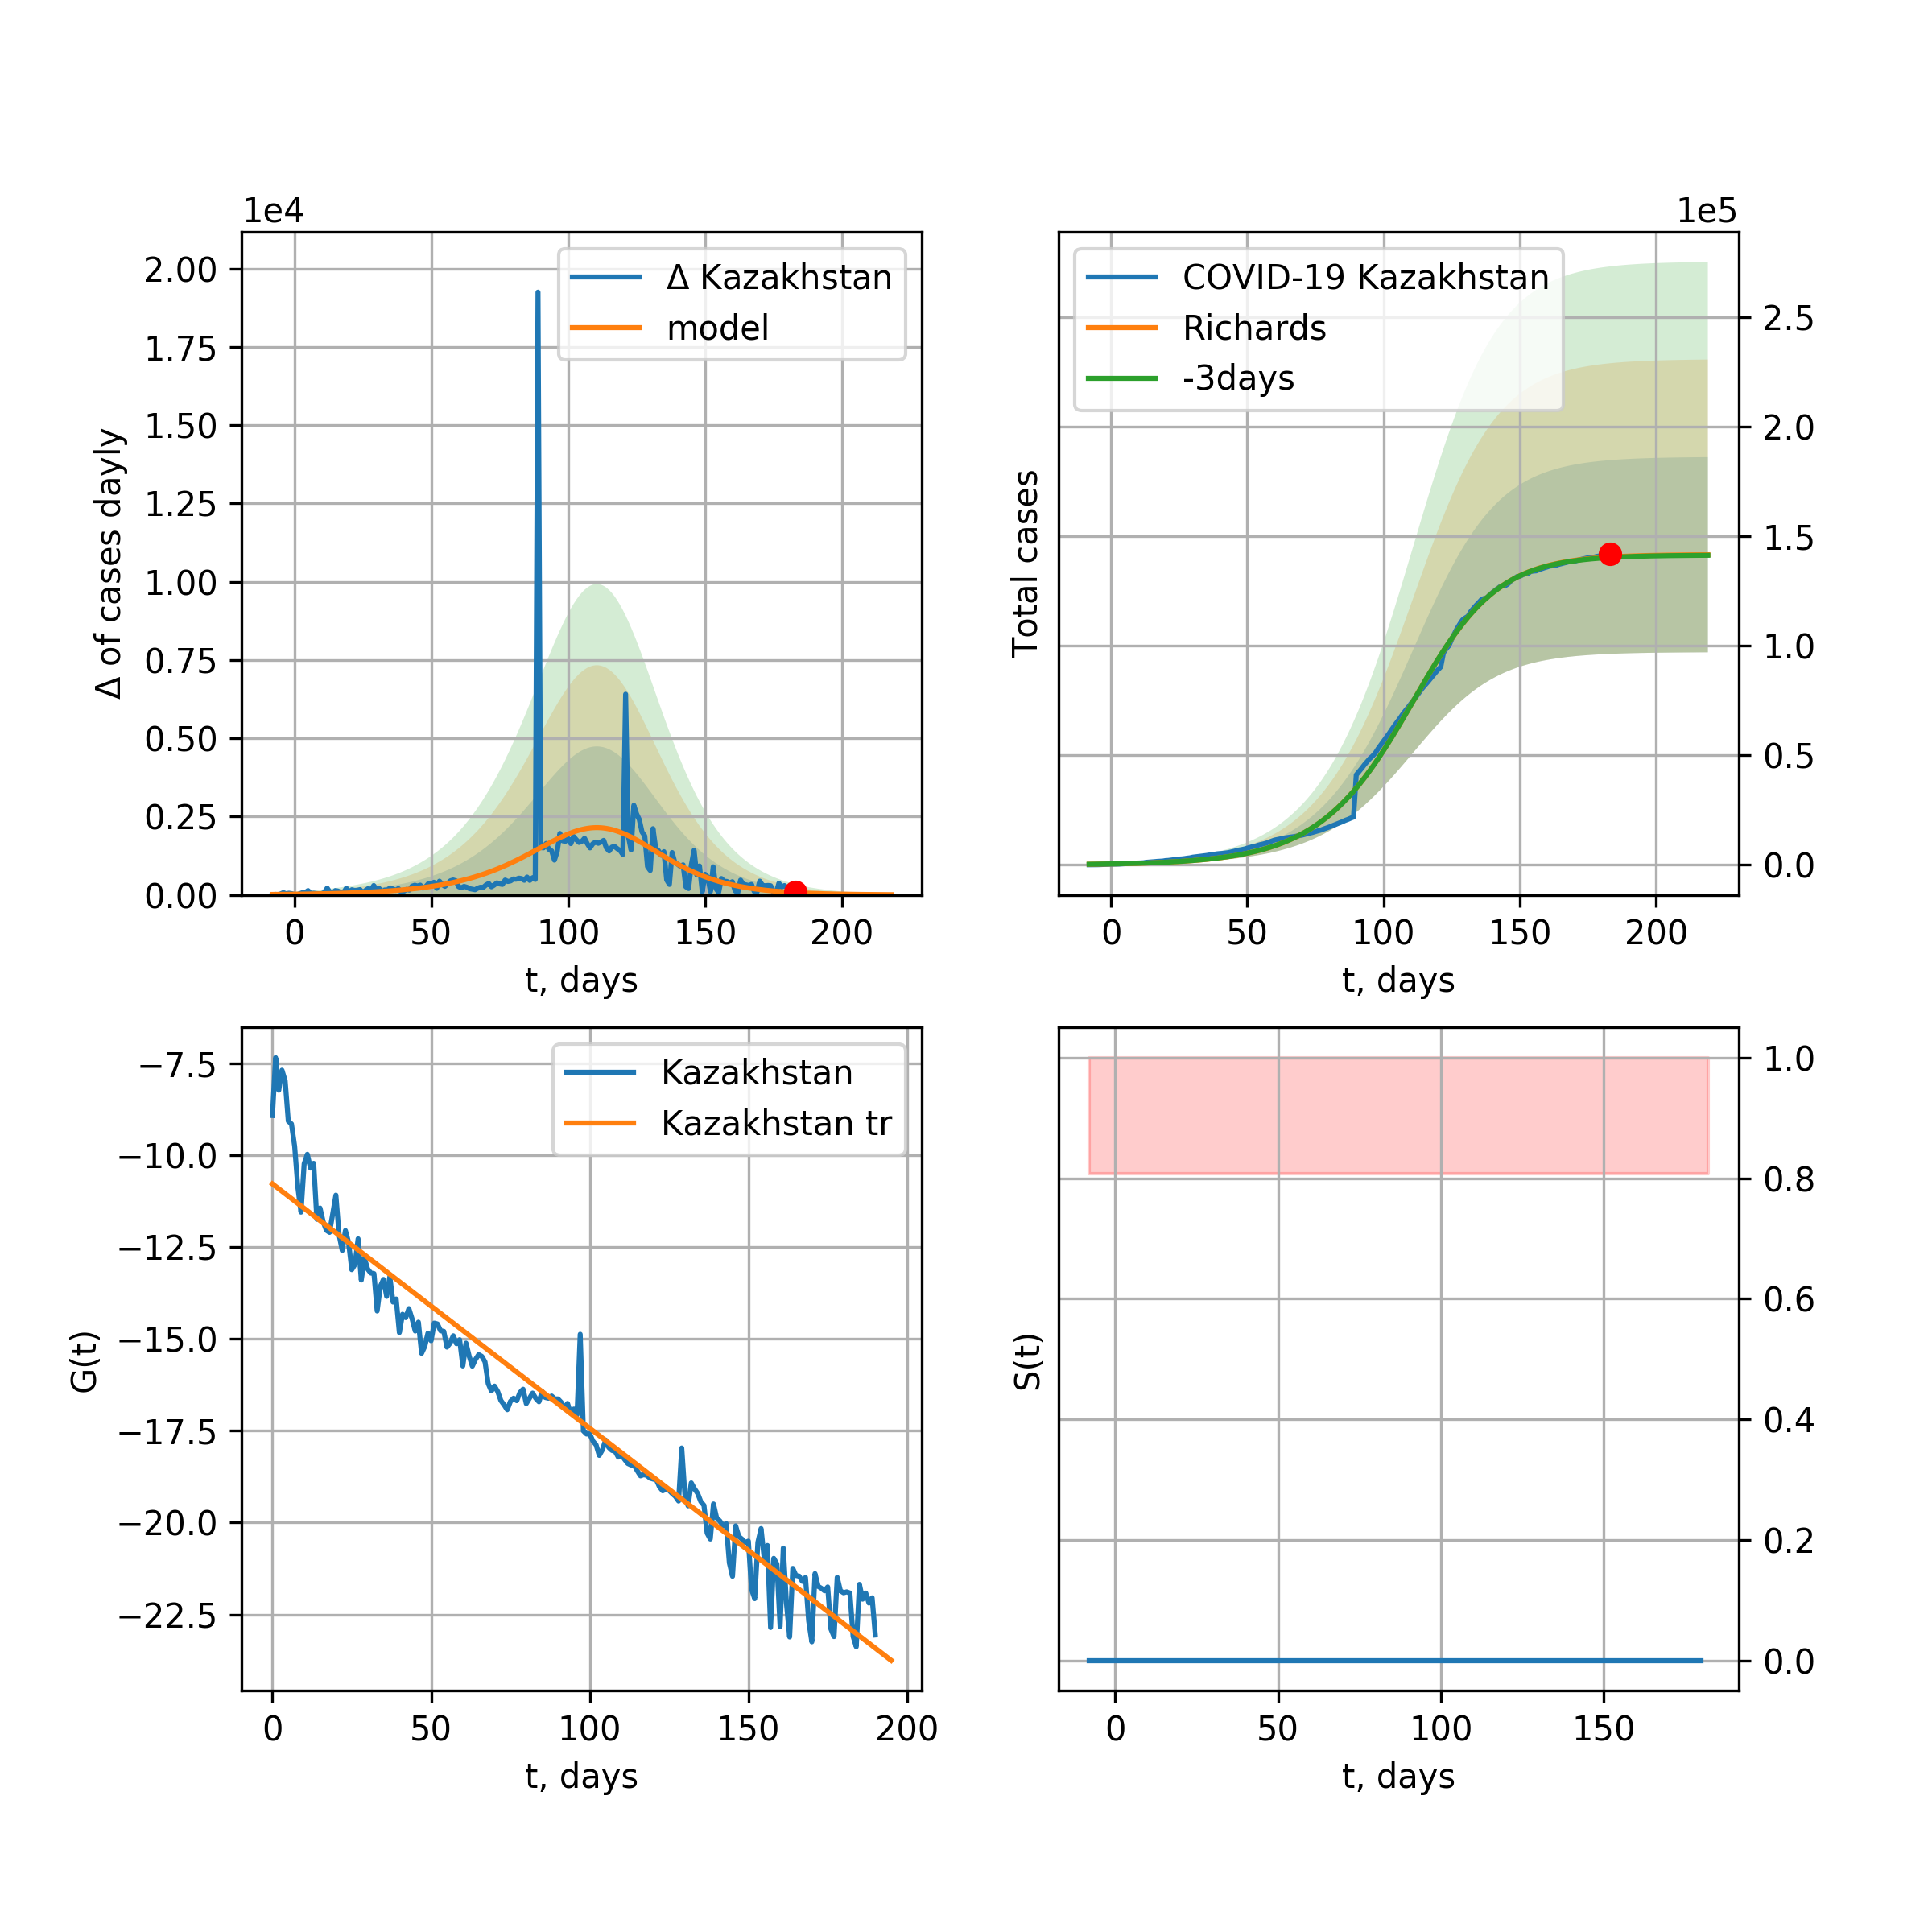 1e4
Δ of cases dayly
2.00
1.75
1.50
1.25
1.00
0.75
0.50
0.25
0.00
Δ Kazakhstan
model
0 50 100 150 200
t, days
1e5
Total cases
COVID-19 Kazakhstan
Richards
-3days
2.5
2.0
1.5
1.0
0.5
0.0
0 50 100 150 200
t, days
G(t)
−7.5
−10.0
−12.5
−15.0
−17.5
−20.0
−22.5
Kazakhstan
Kazakhstan tr
0 50 100 150 200
t, days
S(t)
1.0
0.8
0.6
0.4
0.2
0.0
0 50 100 150
t, days